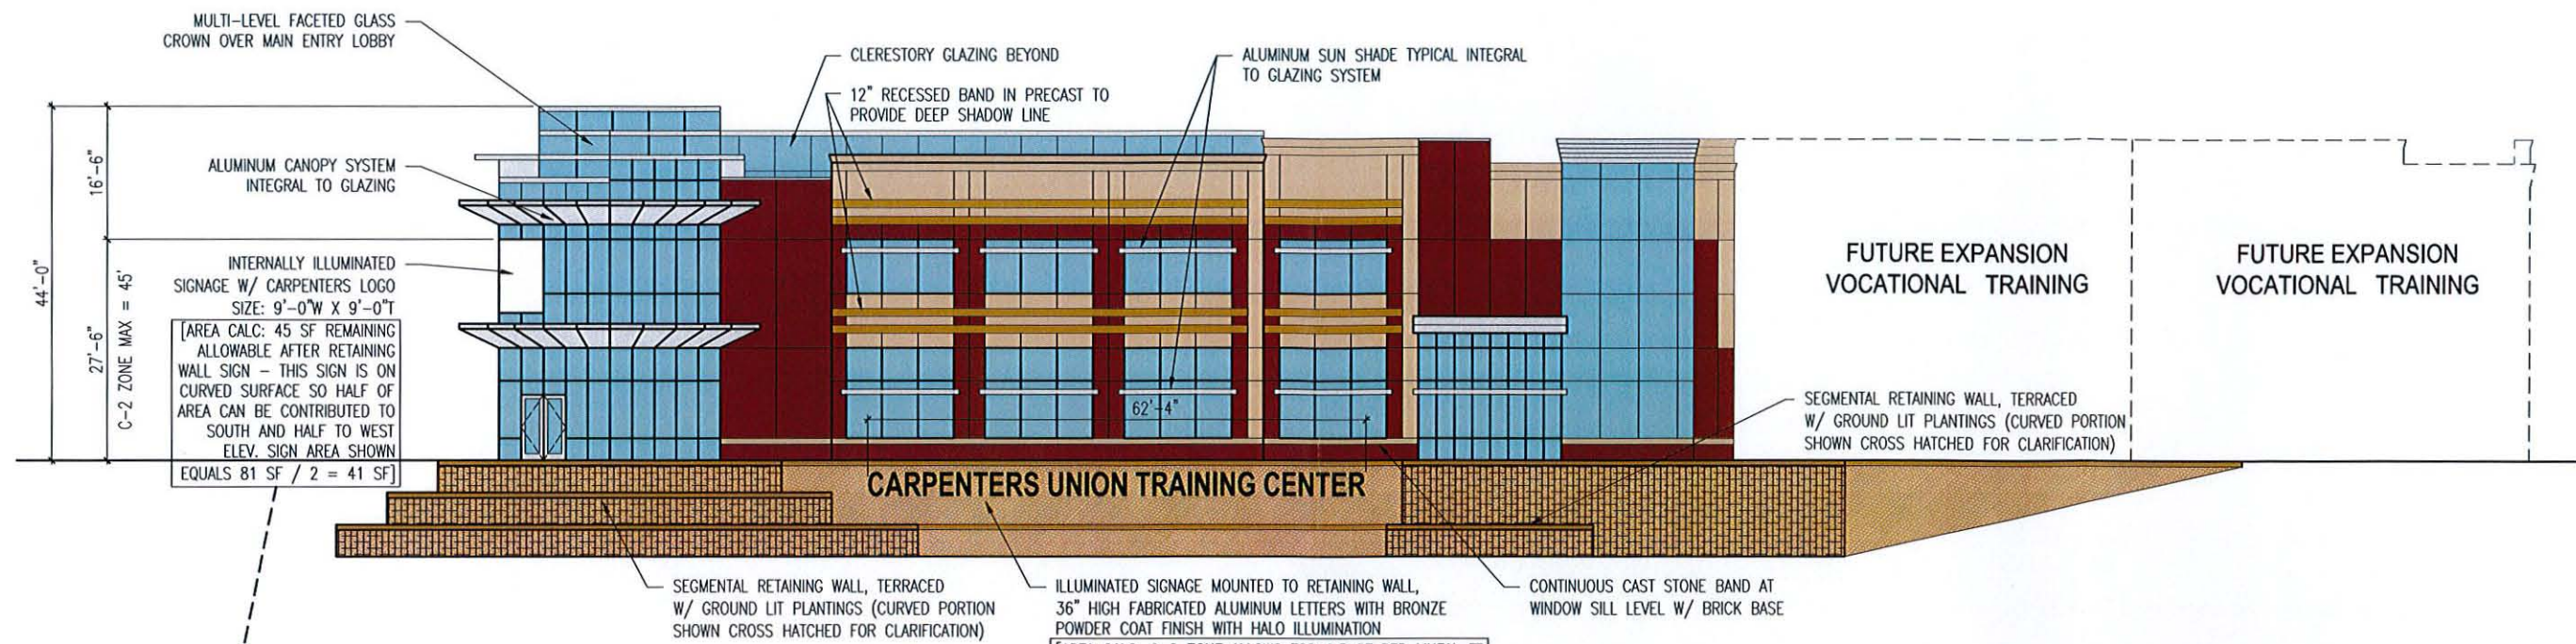 MULTI-LEVEL FACETED GLASS
CROWN OVER MAIN ENTRY LOBBY
CLERESTORY GLAZING BEYOND
12" RECESSED BAND IN PRECAST TO
PROVIDE DEEP SHADOW LINE
ALUMINUM SUN SHADE TYPICAL INTEGRAL
TO GLAZING SYSTEM
44'-0"
16'-6"
27'-6"
C-2 ZONE MAX = 45'
ALUMINUM CANOPY SYSTEM
INTEGRAL TO GLAZING
INTERNALLY ILLUMINATED
SIGNAGE W/ CARPENTERS LOGO
SIZE: 9'-0"W X 9'-0"T
[AREA CALC: 45 SF REMAINING
ALLOWABLE AFTER RETAINING
WALL SIGN - THIS SIGN IS ON
CURVED SURFACE SO HALF OF
AREA CAN BE CONTRIBUTED TO
SOUTH AND HALF TO WEST
ELEV. SIGN AREA SHOWN
EQUALS 81 SF / 2 = 41 SF]
FUTURE EXPANSION
VOCATIONAL TRAINING
FUTURE EXPANSION
VOCATIONAL TRAINING
62'-4"
SEGMENTAL RETAINING WALL, TERRACED
W/ GROUND LIT PLANTINGS (CURVED PORTION
SHOWN CROSS HATCHED FOR CLARIFICATION)
CARPENTERS UNION TRAINING CENTER
SEGMENTAL RETAINING WALL, TERRACED
W/ GROUND LIT PLANTINGS (CURVED PORTION
SHOWN CROSS HATCHED FOR CLARIFICATION)
ILLUMINATED SIGNAGE MOUNTED TO RETAINING WALL,
36" HIGH FABRICATED ALUMINUM LETTERS WITH BRONZE
POWDER COAT FINISH WITH HALO ILLUMINATION
CONTINUOUS CAST STONE BAND AT
WINDOW SILL LEVEL W/ BRICK BASE